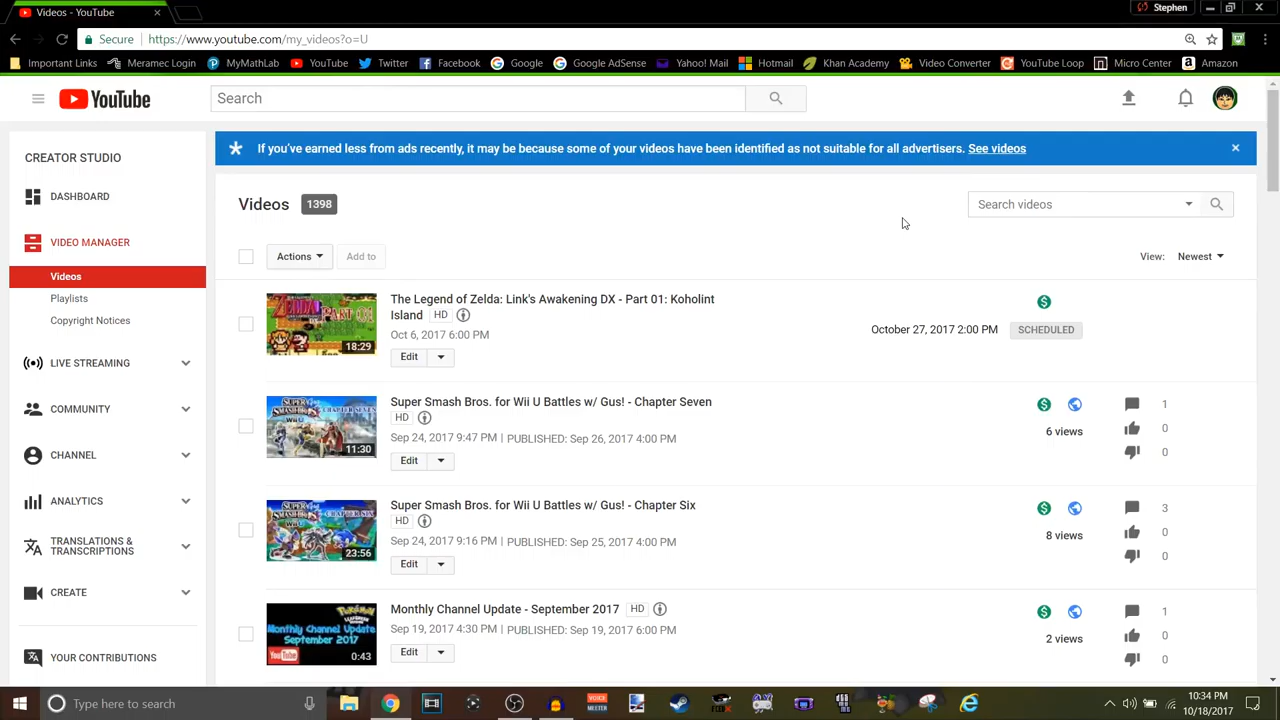 Videos - YouTube
Stephen
Secure
https://www.youtube.com/my_videos?o=U
Important Links
Meramec Login
MyMathLab
YouTube
Twitter
Facebook
Google
Google AdSense
Yahoo! Mail
Hotmail
Khan Academy
Video Converter
YouTube Loop
Micro Center
Amazon
YouTube
Search
CREATOR STUDIO
DASHBOARD
VIDEO MANAGER
Videos
Playlists
Copyright Notices
LIVE STREAMING
COMMUNITY
CHANNEL
ANALYTICS
TRANSLATIONS &
TRANSCRIPTIONS
CREATE
YOUR CONTRIBUTIONS
If you've earned less from ads recently, it may be because some of your videos have been identified as not suitable for all advertisers. See videos
Videos 1398
Search videos
Actions
Add to
View: Newest
ZELDA PART 01
18:29
The Legend of Zelda: Link's Awakening DX - Part 01: Koholint
Island HD
Oct 6, 2017 6:00 PM
Edit
October 27, 2017 2:00 PM SCHEDULED
11:30
Super Smash Bros. for Wii U Battles w/ Gus! - Chapter Seven
HD
Sep 24, 2017 9:47 PM | PUBLISHED: Sep 26, 2017 4:00 PM
Edit
6 views
1
0
0
23:56
Super Smash Bros. for Wii U Battles w/ Gus! - Chapter Six
HD
Sep 24, 2017 9:16 PM | PUBLISHED: Sep 25, 2017 4:00 PM
Edit
8 views
3
0
0
Monthly Channel Update
September 2017
YouTube
0:43
Monthly Channel Update - September 2017 HD
Sep 19, 2017 4:30 PM | PUBLISHED: Sep 19, 2017 6:00 PM
Edit
2 views
1
0
0
Type here to search
10:34 PM
10/18/2017